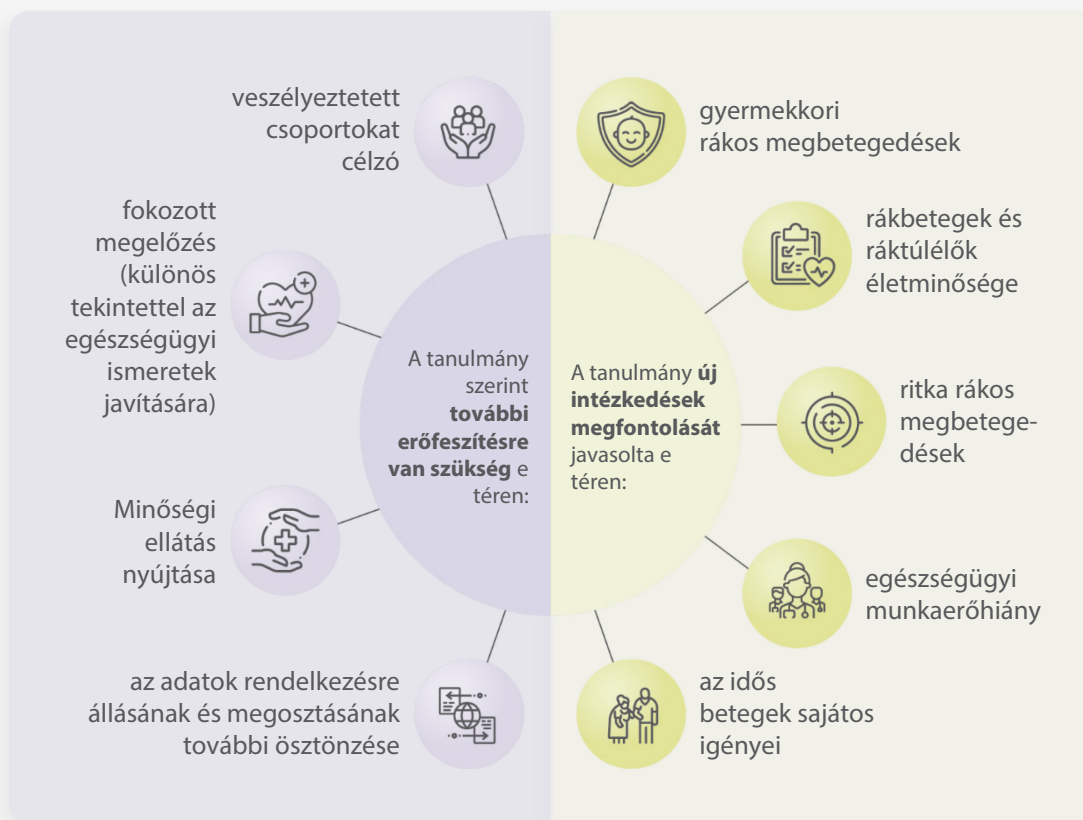 veszélyeztetett
csoportokat
célzó
fokozott
megelőzés
(különös
tekintettel az
egészségügyi
ismeretek
javítására)
Minőségi
ellátás
nyújtása
az adatok rendelkezésre
állásának és megosztásának
további ösztönzése
A tanulmány
szerint
további
erőfeszítésre
van szükség e
téren:
A tanulmány új
intézkedések
megfontolását
javasolta e
téren:
gyermekkori
rákos megbetegedések
rákbetegek és
ráktúlélők
életminősége
ritka rákos
megbetege-
dések
egészségügyi
munkaerőhiány
az idős
betegek sajátos
igényei